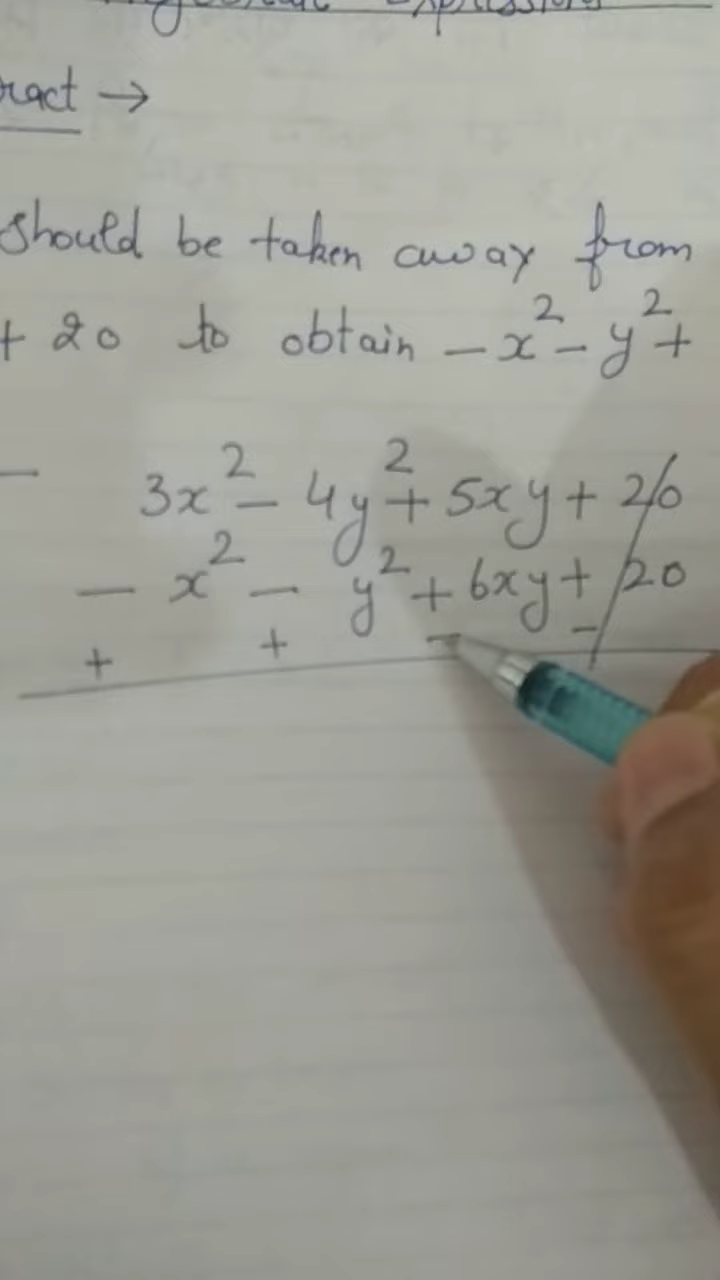 Expressions
ract →
should be taken away from
+ 20 to obtain - x² - y² +
3x² - 4y² + 5xy + 20
- x² - y² + 6xy + 20
+ + - -